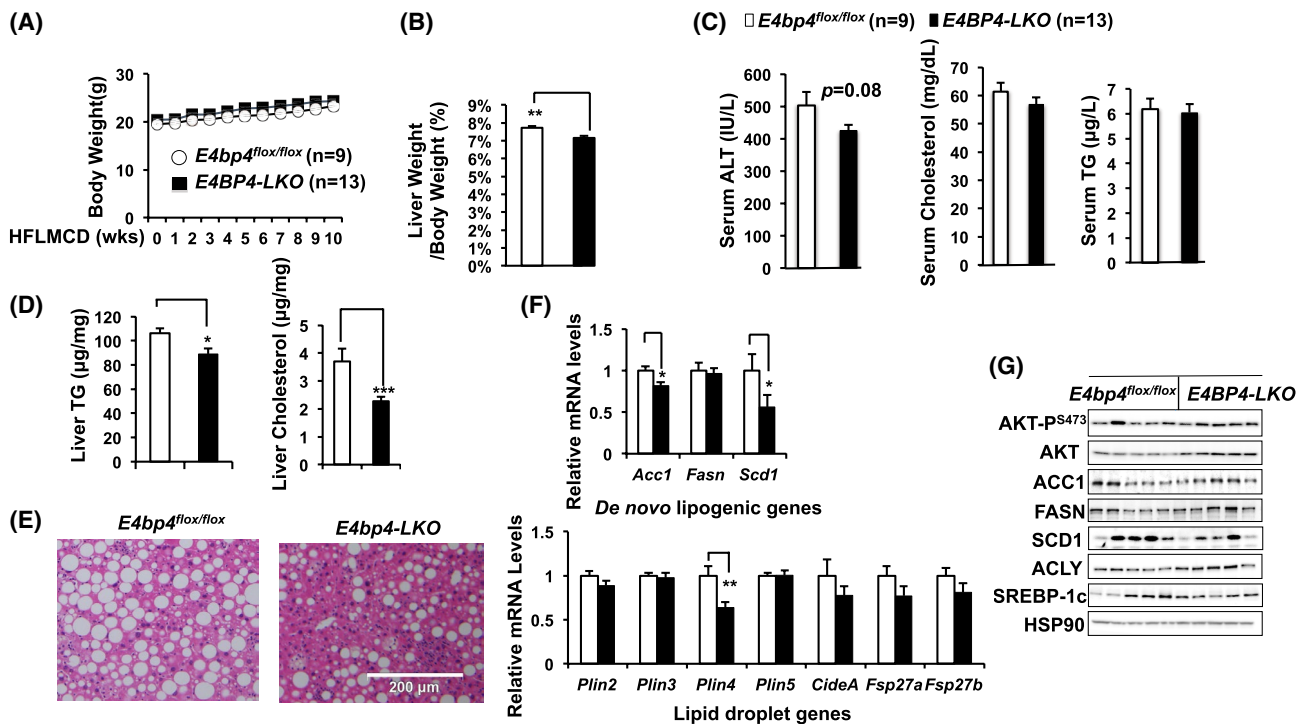 (A)
Body Weight(g)
30
20
10
0
E4bp4flox/flox (n=9)
E4BP4-LKO (n=13)
HFLMCD (wks) 0 1 2 3 4 5 6 7 8 9 10
(B)
Liver Weight
/Body Weight (%)
9%
8%
7%
6%
5%
4%
3%
2%
1%
0%
**
(C)
E4bp4flox/flox (n=9) E4BP4-LKO (n=13)
Serum ALT (IU/L)
600
500
400
300
200
100
0
p=0.08
Serum Cholesterol (mg/dL)
70
60
50
40
30
20
10
0
Serum TG (µg/L)
7
6
5
4
3
2
1
0
(D)
Liver TG (µg/mg)
120
100
80
60
40
20
0
*
Liver Cholesterol (µg/mg)
5
4
3
2
1
0
***
(E)
E4bp4flox/flox
E4bp4-LKO
200 µm
(F)
Relative mRNA levels
1.5
1
0.5
0
*
*
Acc1 Fasn Scd1
De novo lipogenic genes
Relative mRNA Levels
1.5
1
0.5
0
**
Plin2 Plin3 Plin4 Plin5 CideA Fsp27a Fsp27b
Lipid droplet genes
(G)
E4bp4flox/flox E4BP4-LKO
AKT-PS473
AKT
ACC1
FASN
SCD1
ACLY
SREBP-1c
HSP90